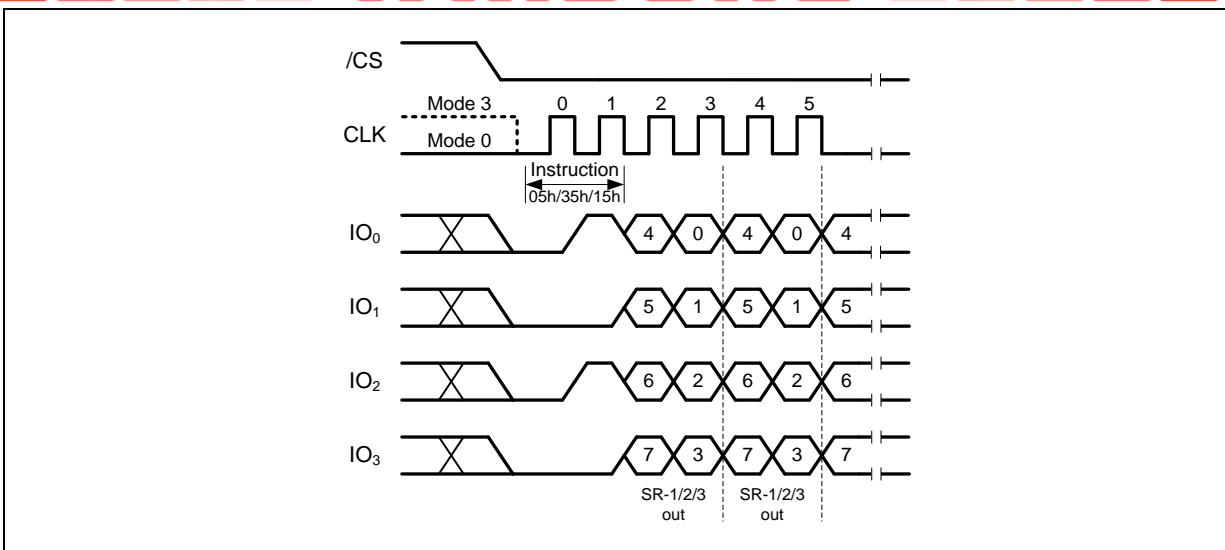 /CS
Mode 3 0 1 2 3 4 5
CLK
Mode 0
Instruction
05h/35h/15h
IO₀ 4 0 4 0 4
IO₁ 5 1 5 1 5
IO₂ 6 2 6 2 6
IO₃ 7 3 7 3 7
SR-1/2/3 SR-1/2/3
out out